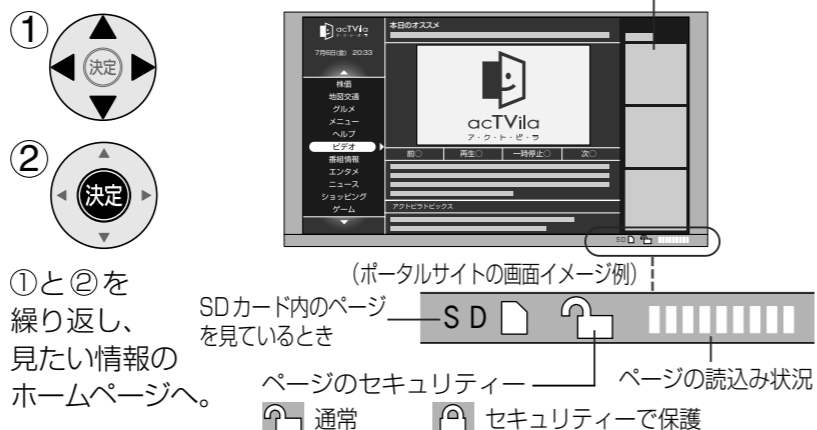 ①
決定
②
決定
①と②を
繰り返し、
見たい情報の
ホームページへ。
acTVila
ア・ク・ト・ビ・ラ
7月6日(金) 20:33
株価
地図交通
グルメ
メニュー
ヘルプ
ビデオ
番組情報
エンタメ
ニュース
ショッピング
ゲーム
本日のオススメ
acTVila
ア・ク・ト・ビ・ラ
前○ 再生○ 一時停止○ 次○
アクトビラトピックス
SD
(ポータルサイトの画面イメージ例)
SDカード内のページ
を見ているとき
SD
ページのセキュリティー
ページの読込み状況
通常
セキュリティーで保護